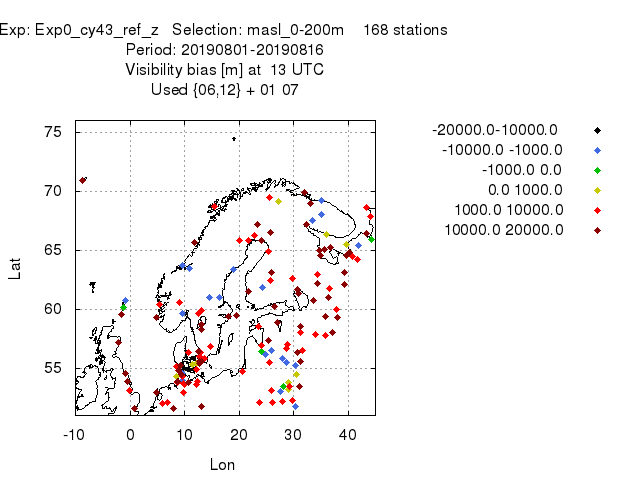 Exp: Exp0_cy43_ref_z   Selection: masl_0-200m    168 stations
Period: 20190801-20190816
Visibility bias [m] at  13 UTC
Used {06,12} + 01 07
-20000.0-10000.0
-10000.0 -1000.0
-1000.0 0.0
0.0 1000.0
1000.0 10000.0
10000.0 20000.0
75
70
65
60
55
Lat
-10 0 10 20 30 40
Lon